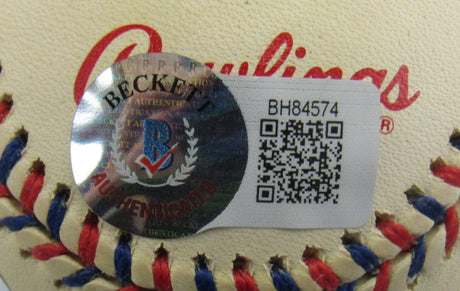 Rawlings®
BECKETT
BH84574
B
AUTHENTICATED